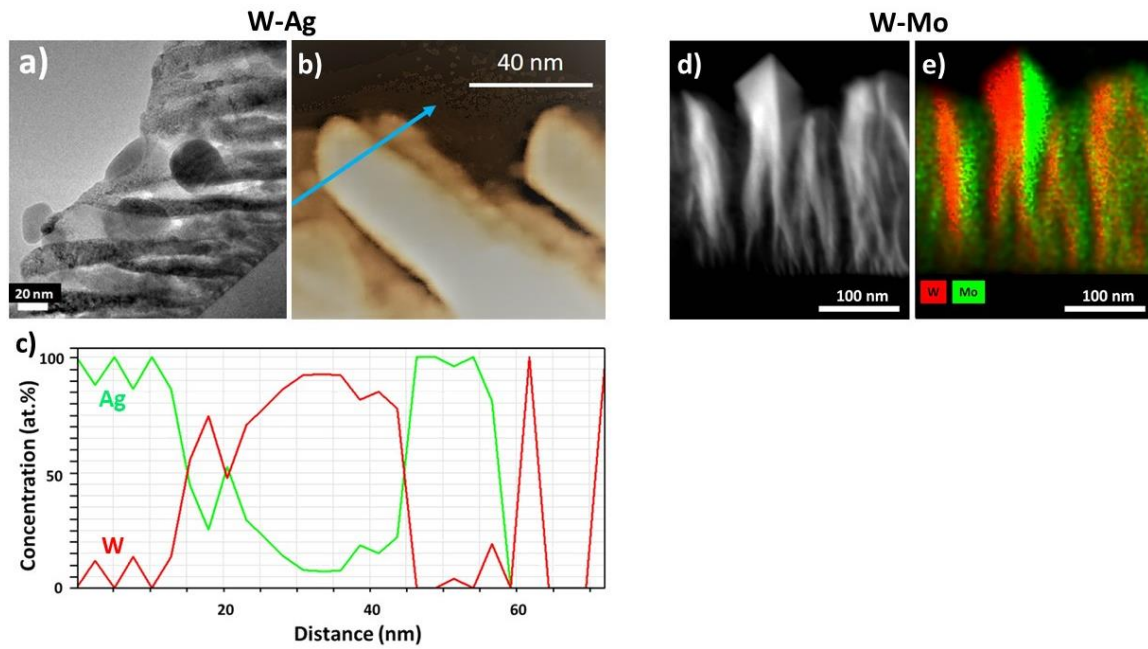 W-Ag
W-Mo
a)
20 nm
b)
40 nm
d)
100 nm
e)
W Mo
100 nm
c)
Concentration (at.%)
100
50
0
Ag
W
20 40 60
Distance (nm)